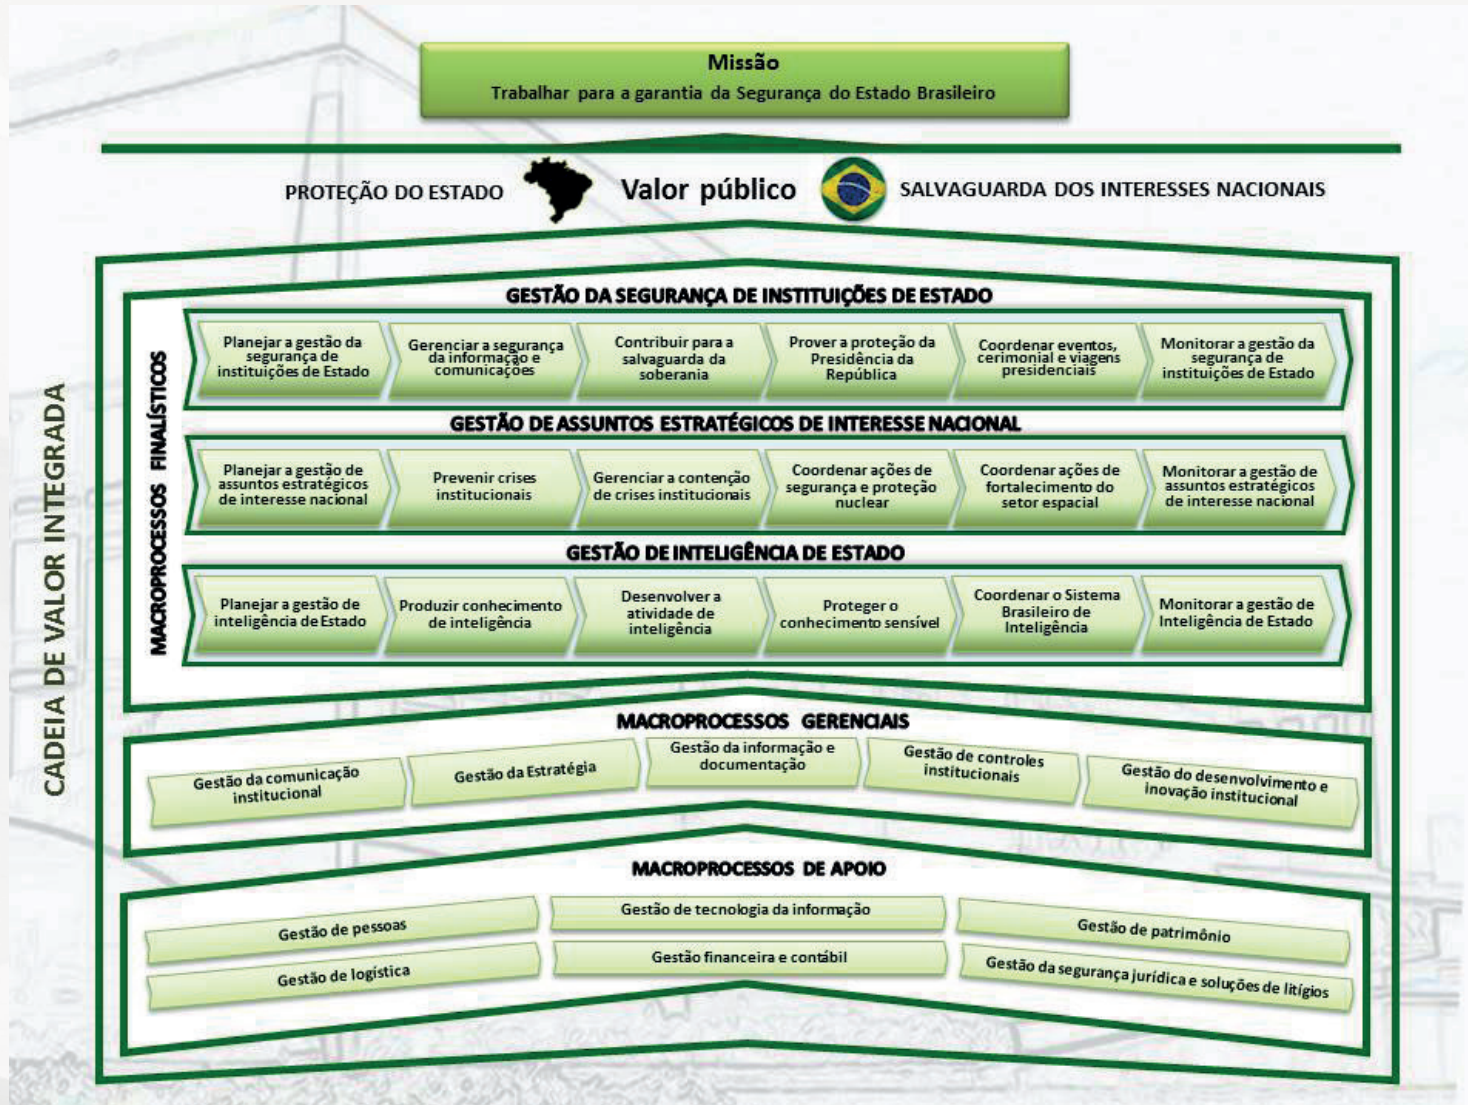 Missão
Trabalhar para a garantia da Segurança do Estado Brasileiro
PROTEÇÃO DO ESTADO
Valor público
SALVAGUARDA DOS INTERESSES NACIONAIS
CADEIA DE VALOR INTEGRADA
MACROPROCESSOS FINALÍSTICOS
GESTÃO DA SEGURANÇA DE INSTITUIÇÕES DE ESTADO
Planejar a gestão da
segurança de
instituições de Estado
Gerenciar a segurança
da informação e
comunicações
Contribuir para a
salvaguarda da
soberania
Prover a proteção da
Presidência da
República
Coordenar eventos,
cerimonial e viagens
presidenciais
Monitorar a gestão da
segurança de
instituições de Estado
GESTÃO DE ASSUNTOS ESTRATÉGICOS DE INTERESSE NACIONAL
Planejar a gestão de
assuntos estratégicos
de interesse nacional
Prevenir crises
institucionais
Gerenciar a contenção
de crises institucionais
Coordenar ações de
segurança e proteção
nuclear
Coordenar ações de
fortalecimento do
setor espacial
Monitorar a gestão de
assuntos estratégicos
de interesse nacional
GESTÃO DE INTELIGÊNCIA DE ESTADO
Planejar a gestão de
inteligência de Estado
Produzir conhecimento
de inteligência
Desenvolver a
atividade de
inteligência
Proteger o
conhecimento sensível
Coordenar o Sistema
Brasileiro de
Inteligência
Monitorar a gestão de
Inteligência de Estado
MACROPROCESSOS GERENCIAIS
Gestão da comunicação
institucional
Gestão da Estratégia
Gestão da informação e
documentação
Gestão de controles
institucionais
Gestão do desenvolvimento e
inovação institucional
MACROPROCESSOS DE APOIO
Gestão de pessoas
Gestão de tecnologia da informação
Gestão de patrimônio
Gestão de logística
Gestão financeira e contábil
Gestão da segurança jurídica e soluções de litígios